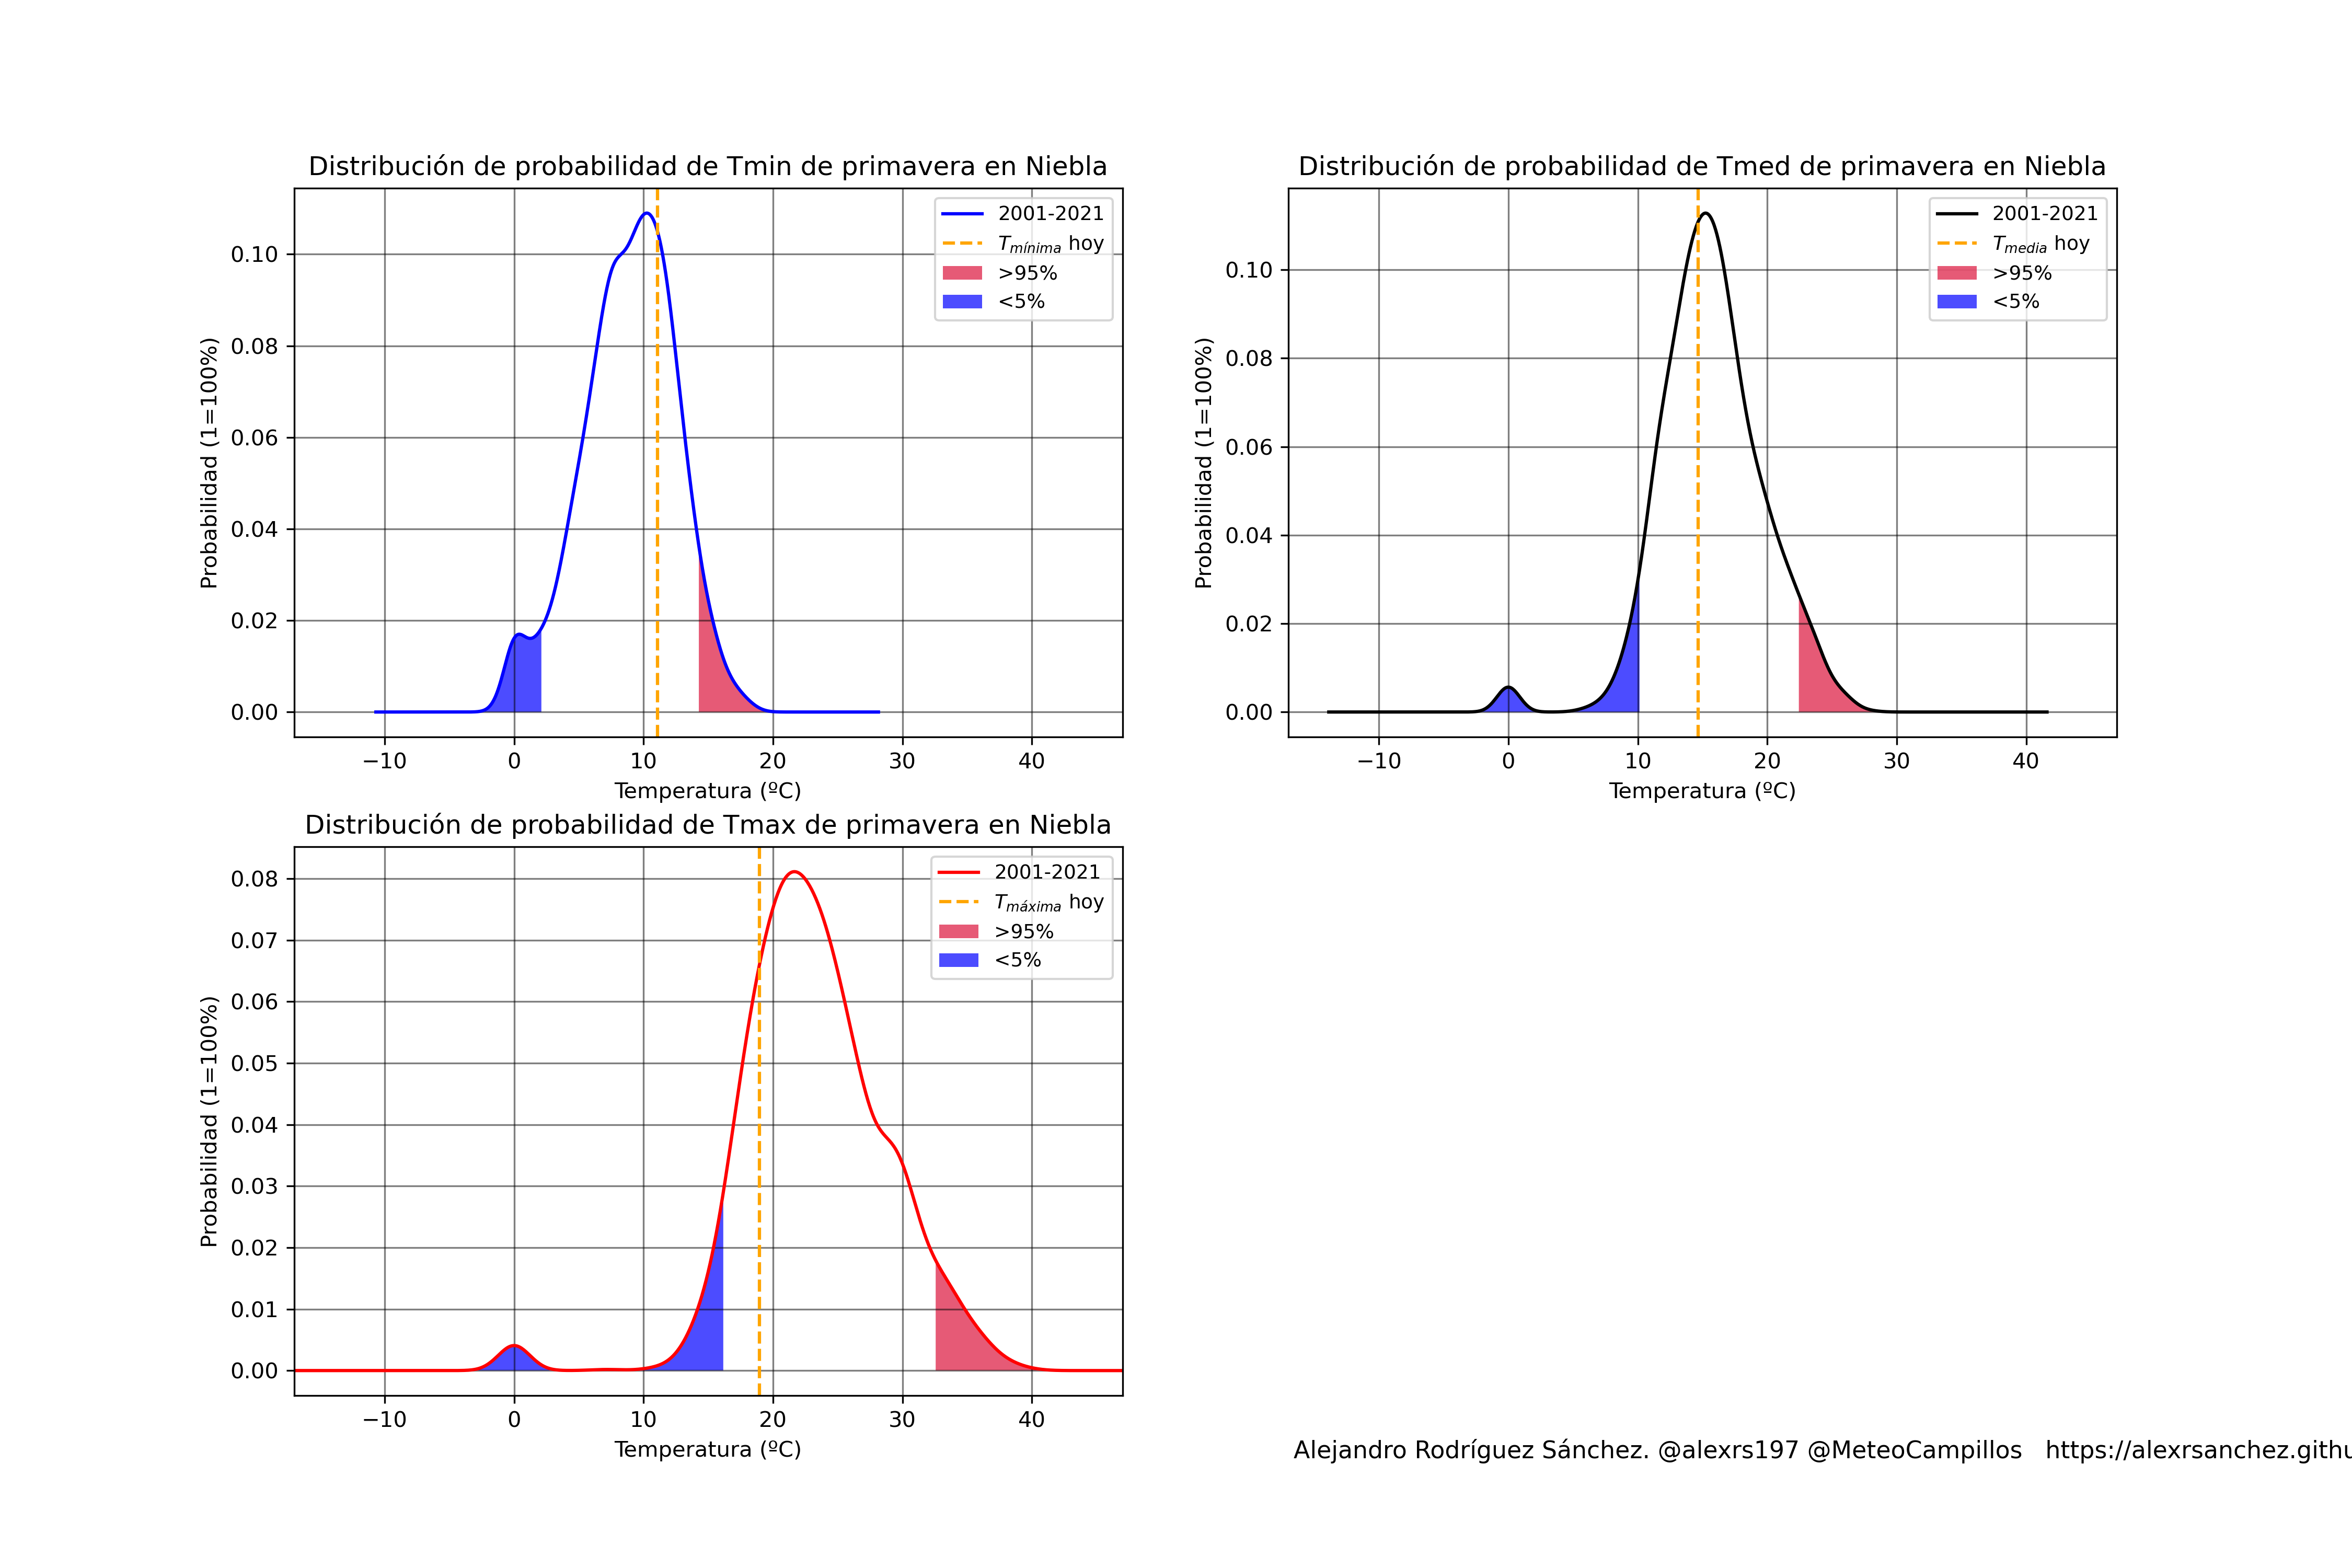 Distribución de probabilidad de Tmin de primavera en Niebla
Probabilidad (1=100%)
0.10
0.08
0.06
0.04
0.02
0.00
−10 0 10 20 30 40
Temperatura (ºC)
2001-2021
Tmínima hoy
>95%
<5%
Distribución de probabilidad de Tmed de primavera en Niebla
Probabilidad (1=100%)
0.10
0.08
0.06
0.04
0.02
0.00
−10 0 10 20 30 40
Temperatura (ºC)
2001-2021
Tmedia hoy
>95%
<5%
Distribución de probabilidad de Tmax de primavera en Niebla
Probabilidad (1=100%)
0.08
0.07
0.06
0.05
0.04
0.03
0.02
0.01
0.00
−10 0 10 20 30 40
Temperatura (ºC)
2001-2021
Tmáxima hoy
>95%
<5%
Alejandro Rodríguez Sánchez. @alexrs197 @MeteoCampillos https://alexrsanchez.githu